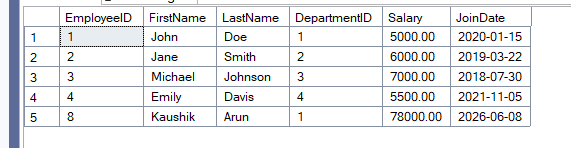 EmployeeID FirstName LastName DepartmentID Salary JoinDate
1 1 John Doe 1 5000.00 2020-01-15
2 2 Jane Smith 2 6000.00 2019-03-22
3 3 Michael Johnson 3 7000.00 2018-07-30
4 4 Emily Davis 4 5500.00 2021-11-05
5 8 Kaushik Arun 1 78000.00 2026-06-08